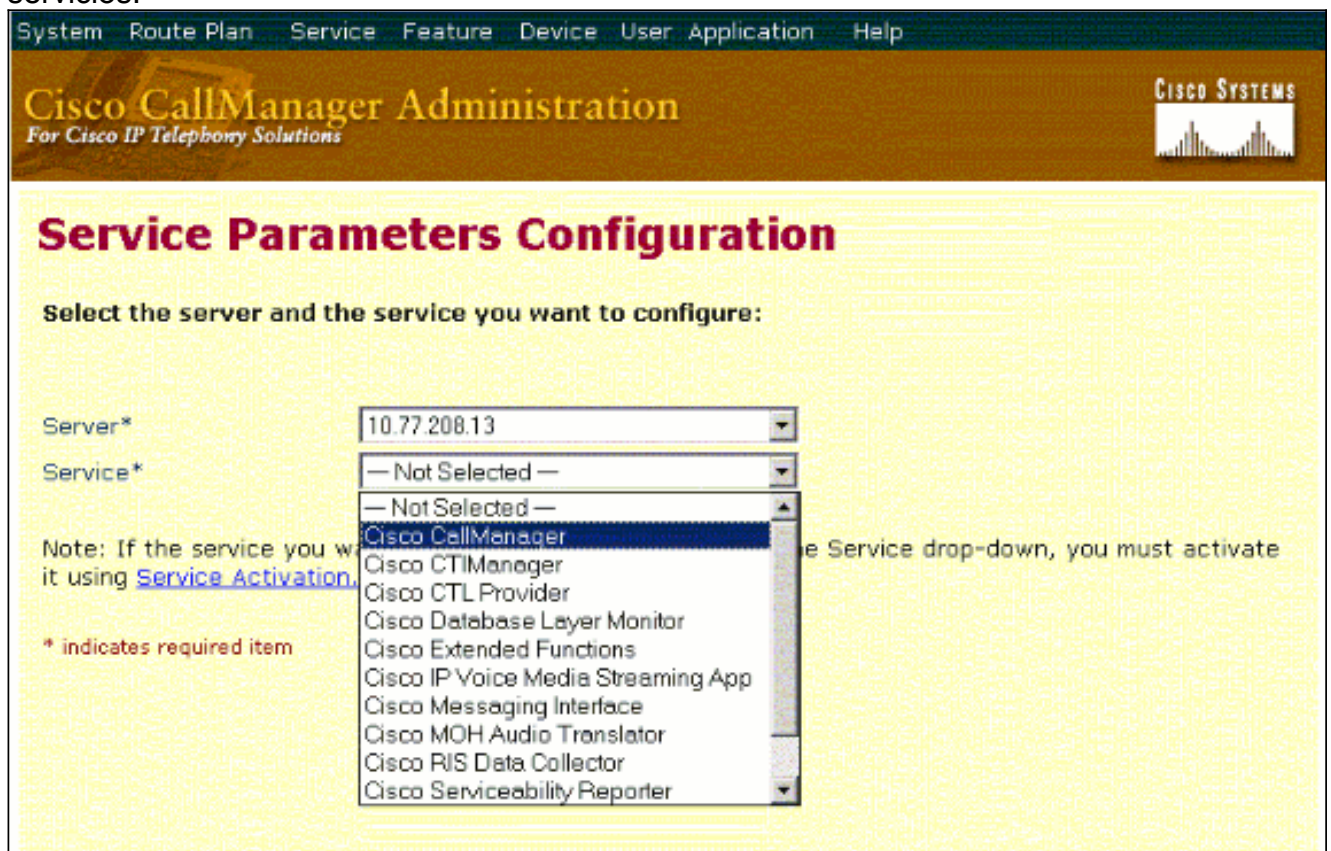 servicios.
System Route Plan Service Feature Device User Application Help
Cisco CallManager Administration
For Cisco IP Telephony Solutions
CISCO SYSTEMS
Service Parameters Configuration
Select the server and the service you want to configure:
Server* 10.77.208.13
Service* — Not Selected —
— Not Selected —
Cisco CallManager
Cisco CTIManager
Cisco CTL Provider
Cisco Database Layer Monitor
Cisco Extended Functions
Cisco IP Voice Media Streaming App
Cisco Messaging Interface
Cisco MOH Audio Translator
Cisco RIS Data Collector
Cisco Serviceability Reporter
Note: If the service you e Service drop-down, you must activate
it using Service Activation.
* indicates required item